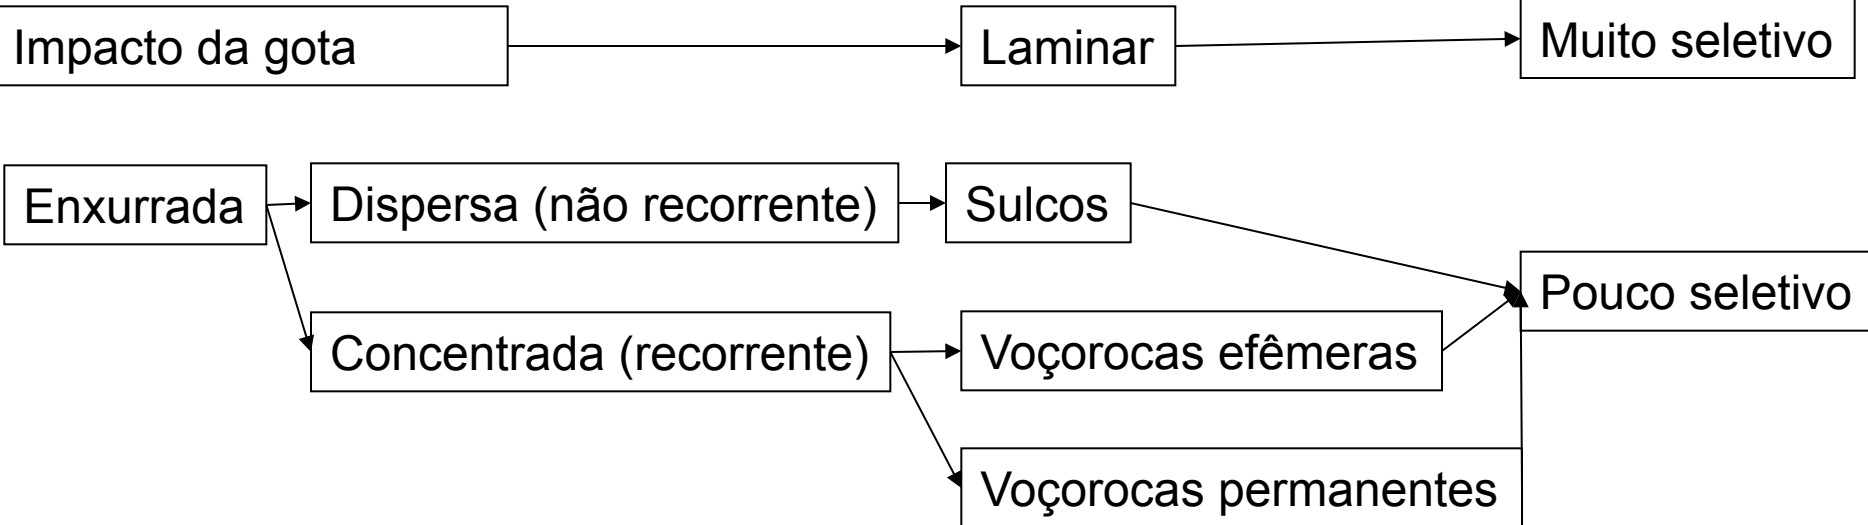 Impacto da gota
Laminar
Muito seletivo
Enxurrada
Dispersa (não recorrente)
Sulcos
Pouco seletivo
Concentrada (recorrente)
Voçorocas efêmeras
Voçorocas permanentes